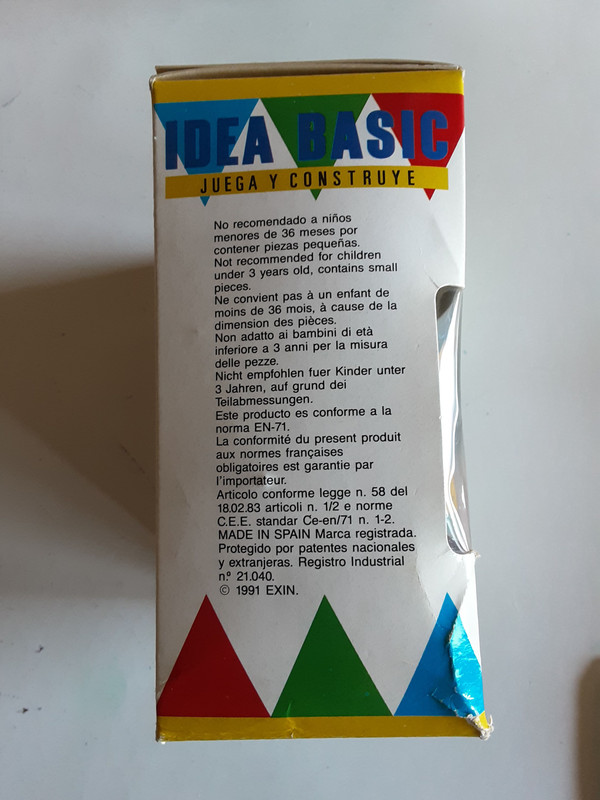 IDEA BASIC
JUEGA Y CONSTRUYE
No recomendado a niños
menores de 36 meses por
contener piezas pequeñas.
Not recommended for children
under 3 years old, contains small
pieces.
Ne convient pas à un enfant de
moins de 36 mois, à cause de la
dimension des pièces.
Non adatto ai bambini di età
inferiore a 3 anni per la misura
delle pezze.
Nicht empfohlen fuer Kinder unter
3 Jahren, auf grund dei
Teilabmessungen.
Este producto es conforme a la
norma EN-71.
La conformité du present produit
aux normes françaises
obligatoires est garantie par
l'importateur.
Articolo conforme legge n. 58 del
18.02.83 articoli n. 1/2 e norme
C.E.E. standar Ce-en/71 n. 1-2.
MADE IN SPAIN Marca registrada.
Protegido por patentes nacionales
y extranjeras. Registro Industrial
n.º 21.040.
© 1991 EXIN.